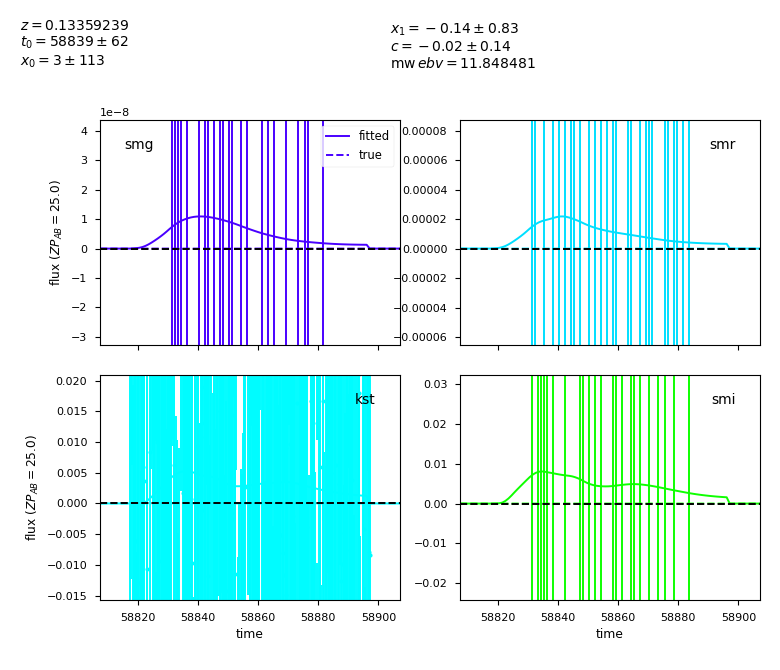 z = 0.13359239
t₀ = 58839 ± 62
x₀ = 3 ± 113
x₁ = −0.14 ± 0.83
c = −0.02 ± 0.14
mw ebv = 11.848481
1e−8
4
3
2
1
0
−1
−2
−3
flux (ZP_AB = 25.0)
smg
fitted
true
0.00008
0.00006
0.00004
0.00002
0.00000
−0.00002
−0.00004
−0.00006
smr
0.020
0.015
0.010
0.005
0.000
−0.005
−0.010
−0.015
flux (ZP_AB = 25.0)
kst
58820 58840 58860 58880 58900
time
0.03
0.02
0.01
0.00
−0.01
−0.02
smi
58820 58840 58860 58880 58900
time